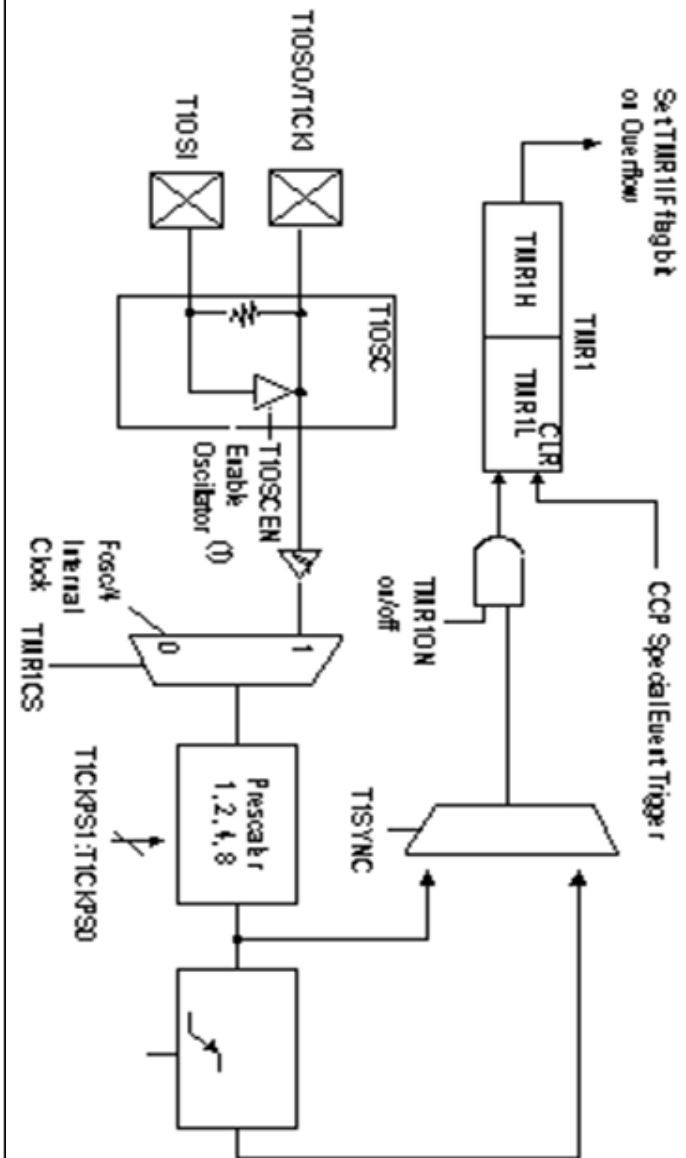 Set TMR1IF flag bit
on Overflow
TMR1
TMR1H
TMR1L
CLR
CCP Special Event Trigger
TMR1ON
on/off
T1SYNC
T1OSO/T1CKI
T1OSI
T1OSC
T1OSCEN
Enable
Oscillator (1)
1
0
Fosc/4
Internal
Clock
TMR1CS
Prescaler
1, 2, 4, 8
T1CKPS1:T1CKPS0